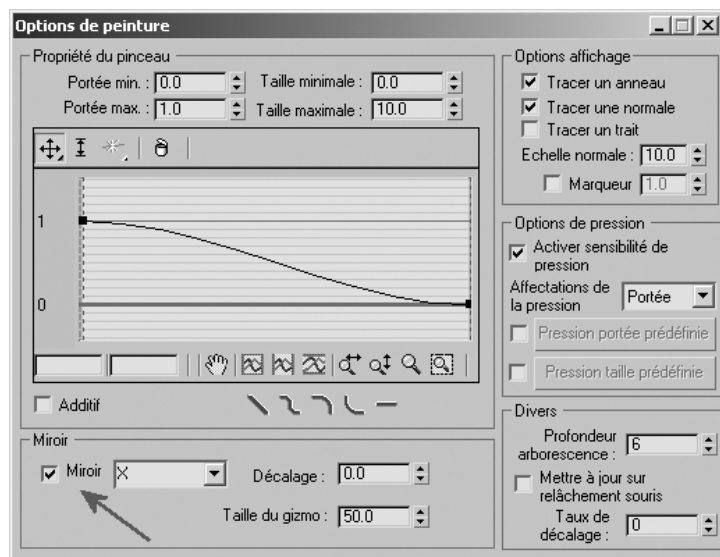 Options de peinture
Propriété du pinceau
Portée min. : 0.0 Taille minimale : 0.0
Portée max. : 1.0 Taille maximale : 10.0
1
0
Additif
Miroir
Miroir X Décalage : 0.0
Taille du gizmo : 50.0
Options affichage
Tracer un anneau
Tracer une normale
Tracer un trait
Echelle normale : 10.0
Marqueur 1.0
Options de pression
Activer sensibilité de
pression
Affectations de
la pression Portée
Pression portée prédéfinie
Pression taille prédéfinie
Divers
Profondeur
arborescence : 6
Mettre à jour sur
relâchement souris
Taux de
décalage : 0